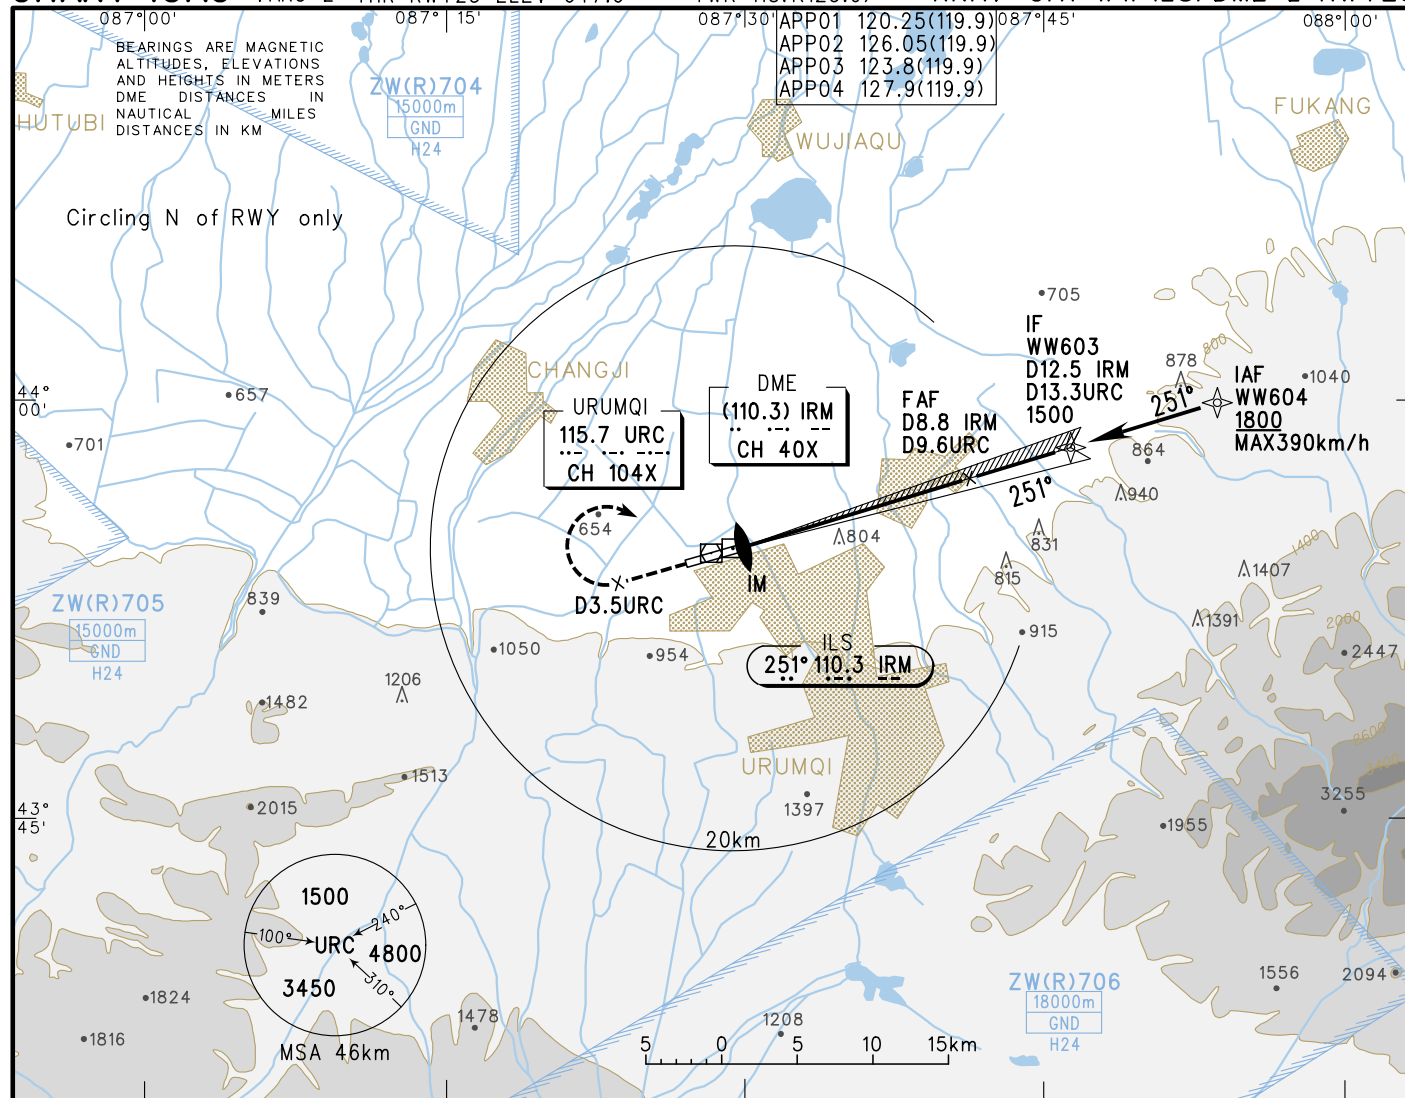 087°00'
087°15'
087°30'
087°45'
088°00'
BEARINGS ARE MAGNETIC
ALTITUDES, ELEVATIONS
AND HEIGHTS IN METERS
DME DISTANCES IN
NAUTICAL MILES
DISTANCES IN KM
APP01 120.25(119.9)
APP02 126.05(119.9)
APP03 123.8(119.9)
APP04 127.9(119.9)
ZW(R)704
15000m
GND
H24
HUTUBI
WUJIAQU
FUKANG
Circling N of RWY only
705
IF
WW603
D12.5 IRM
D13.3URC
1500
800
878
1040
IAF
WW604
1800
MAX390km/h
251°
CHANGJI
DME
(110.3) IRM
CH 40X
URUMQI
115.7 URC
CH 104X
FAF
D8.8 IRM
D9.6URC
44°
00'
657
701
864
940
251°
654
804
831
815
1407
1400
1391
2000
2447
D3.5URC
IM
ZW(R)705
15000m
GND
H24
839
1050
954
915
ILS
251° 110.3 IRM
1206
1482
1513
2015
URUMQI
1397
2600
3255
1955
43°
45'
20km
1500
240°
100°
URC
4800
310°
3450
MSA 46km
1824
1816
1478
1208
5 0 5 10 15km
ZW(R)706
18000m
GND
H24
1556
2094